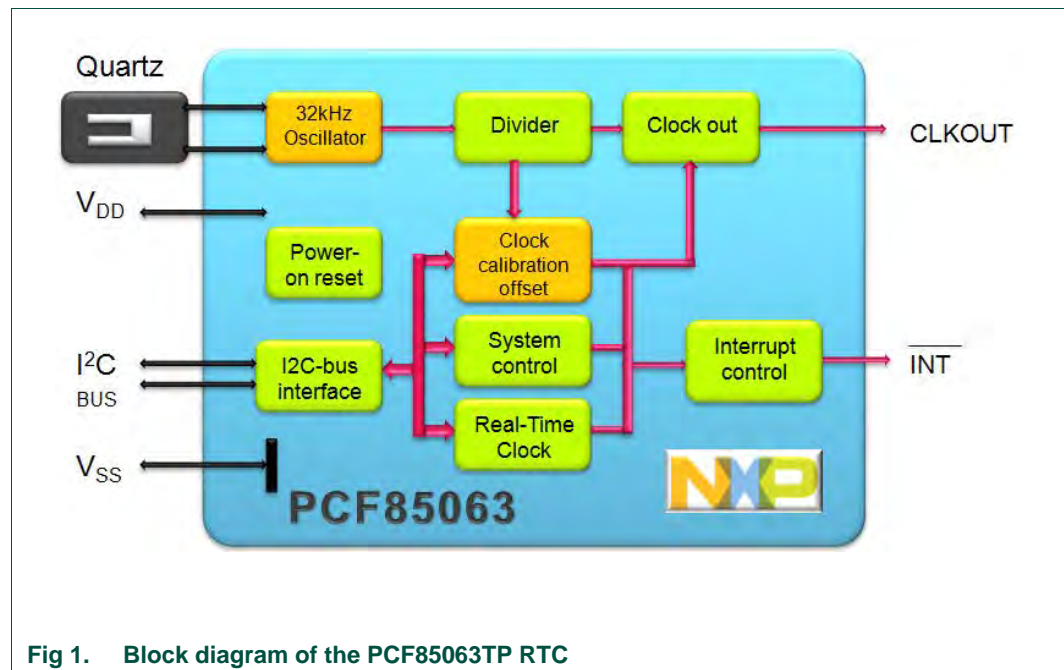 Quartz
32kHz
Oscillator
Divider
Clock out
CLKOUT
VDD
Power-
on reset
Clock
calibration
offset
I²C
BUS
I2C-bus
interface
System
control
Interrupt
control
INT
Real-Time
Clock
VSS
PCF85063
NXP
Fig 1. Block diagram of the PCF85063TP RTC